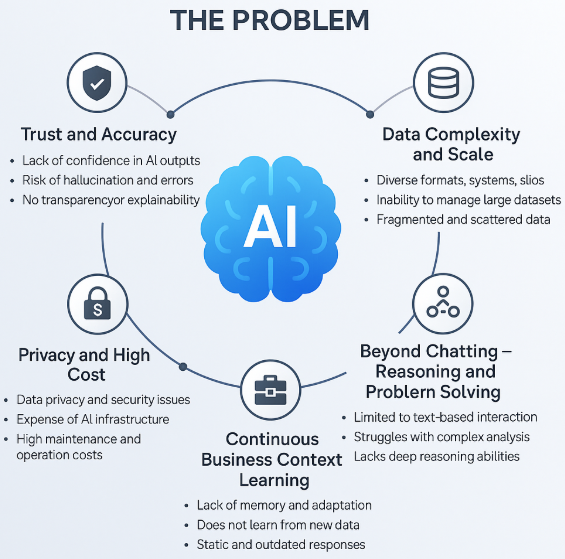 THE PROBLEM
Trust and Accuracy
• Lack of confidence in AI outputs
• Risk of hallucination and errors
• No transparencyor explainability
Data Complexity
and Scale
• Diverse formats, systems, slios
• Inability to manage large datasets
• Fragmented and scattered data
AI
Privacy and High
Cost
• Data privacy and security issues
• Expense of AI infrastructure
• High maintenance and
operation costs
$
Beyond Chatting –
Reasoning and
Problem Solving
• Limited to text-based interaction
• Struggles with complex analysis
Lacks deep reasoning abilities
Continuous
Business Context
Learning
• Lack of memory and adaptation
• Does not learn from new data
• Static and outdated responses